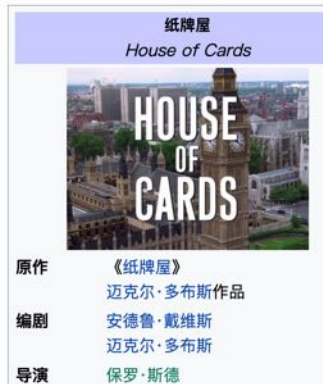 纸牌屋
House of Cards
HOUSE
OF
CARDS
原作 《纸牌屋》
迈克尔·多布斯作品
编剧 安德鲁·戴维斯
迈克尔·多布斯
导演 保罗·斯德